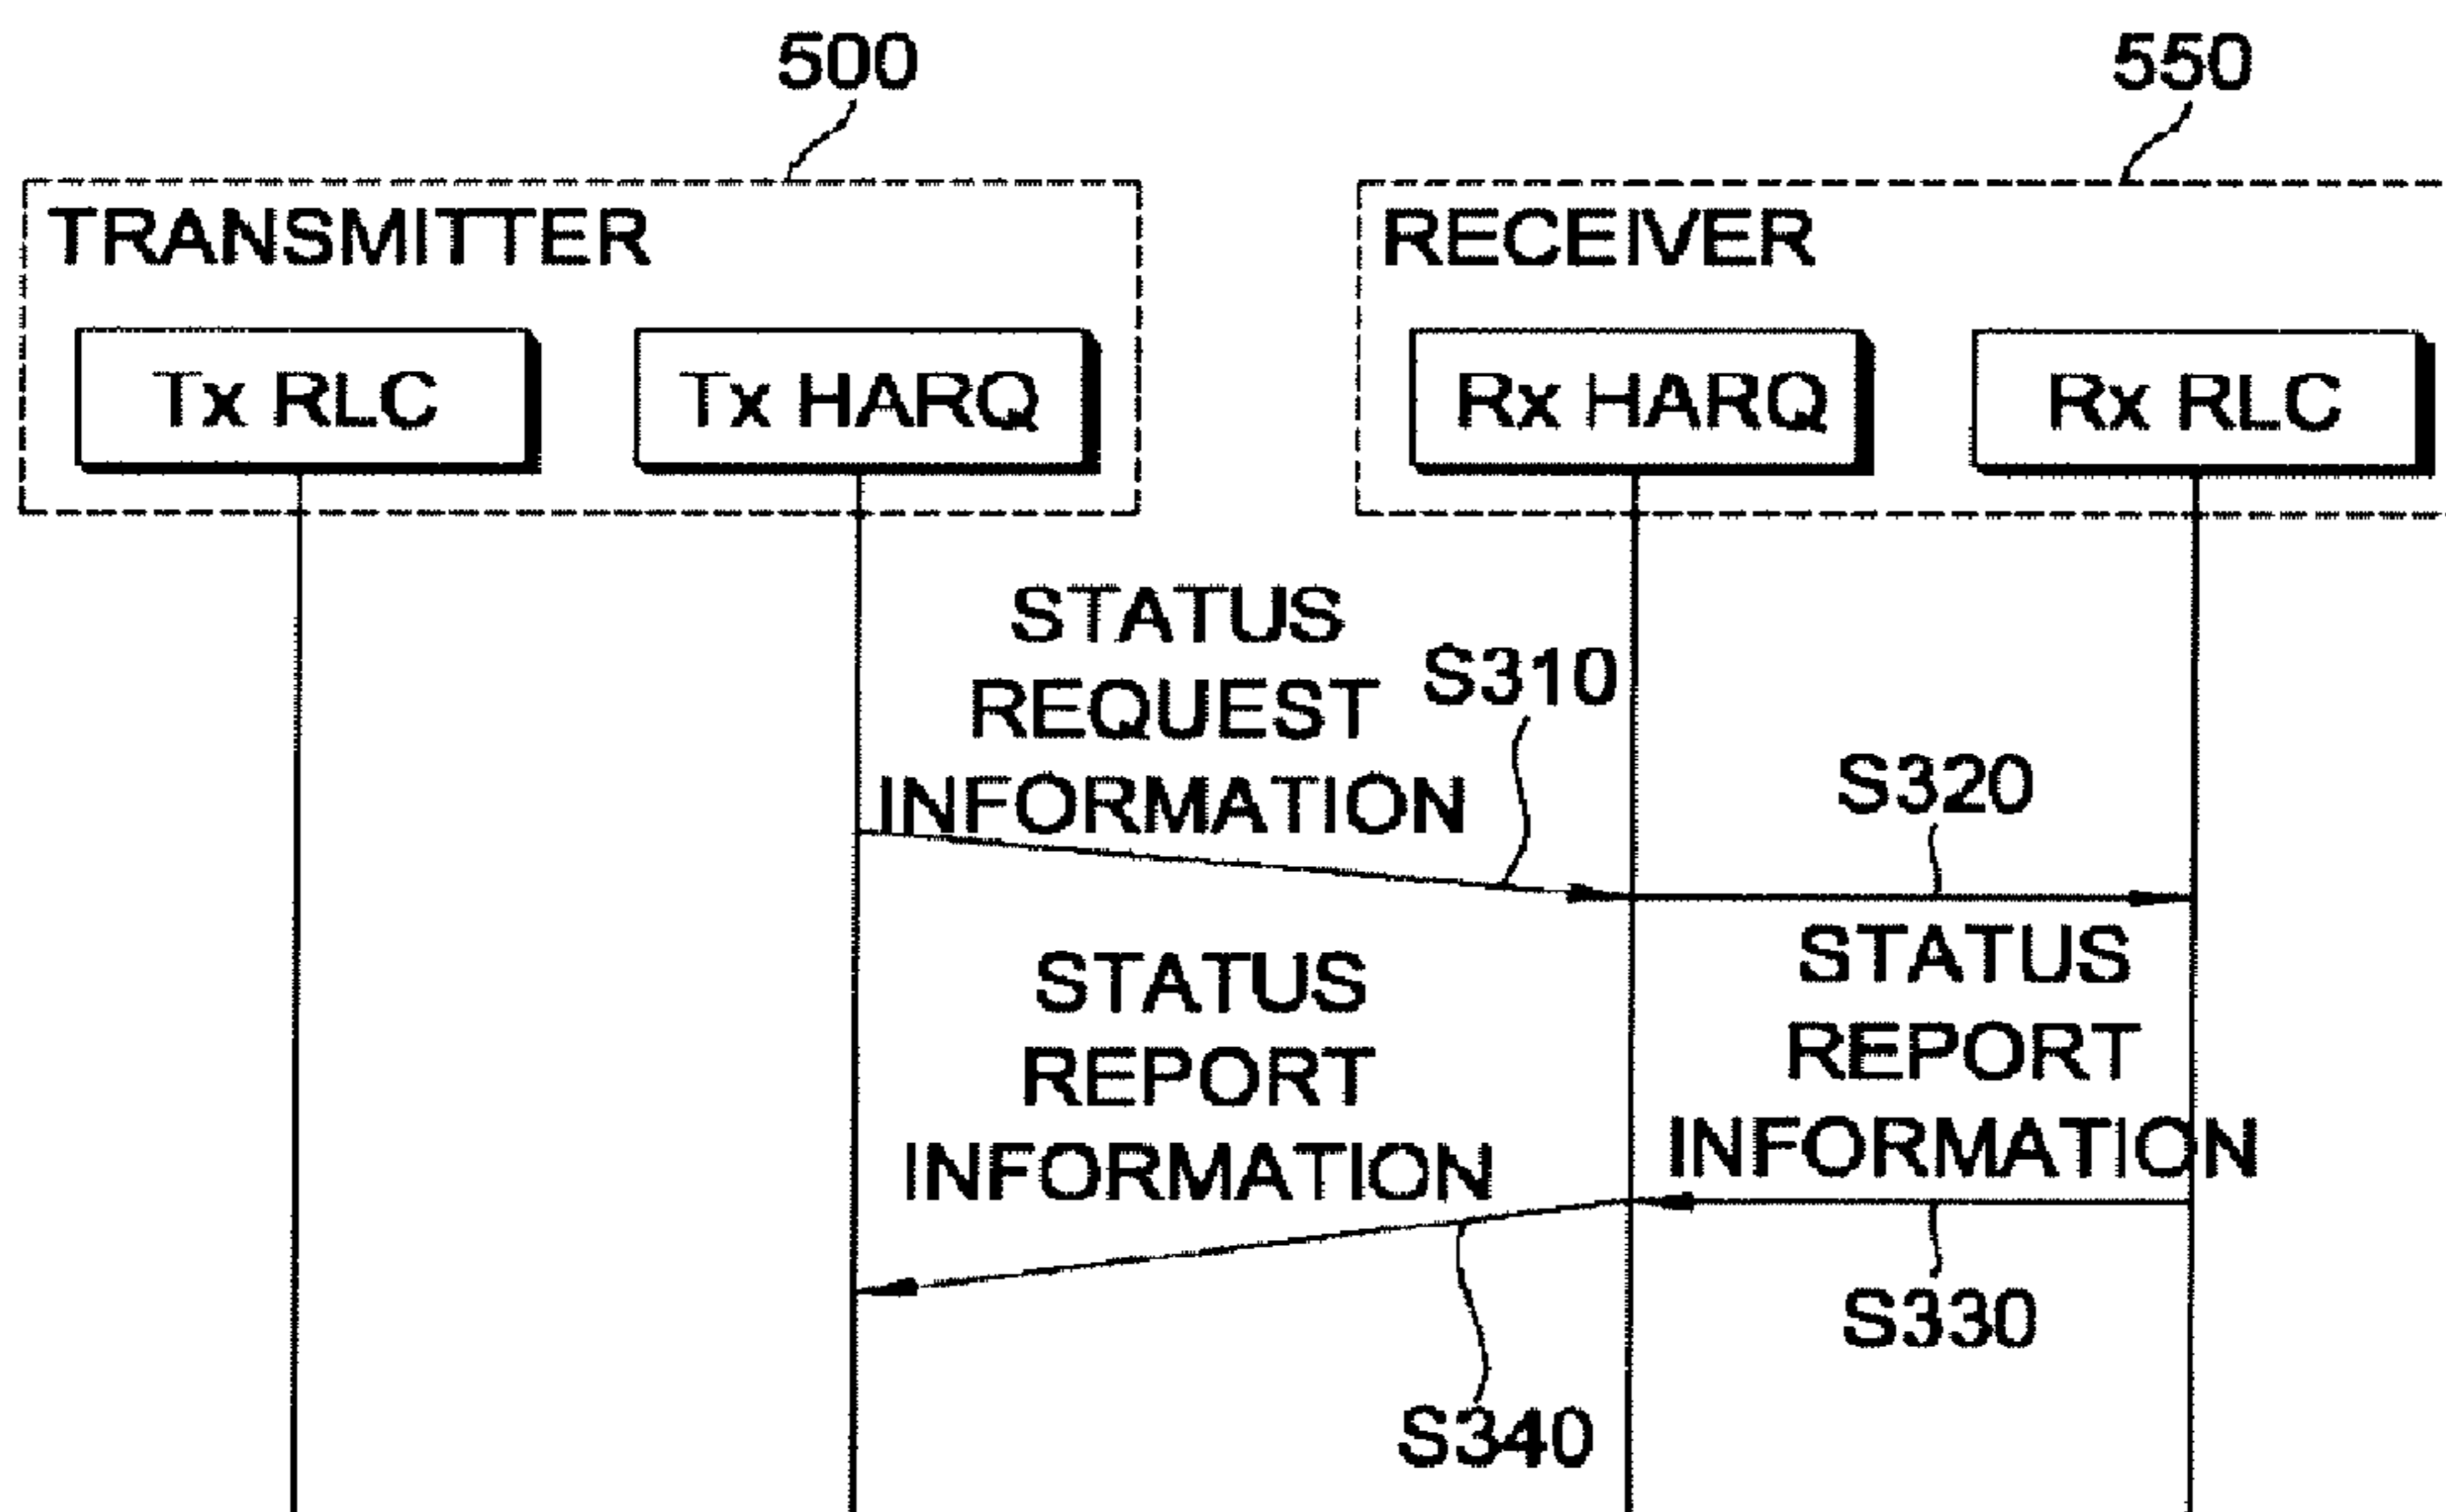 500
550
TRANSMITTER
RECEIVER
Tx RLC
Tx HARQ
Rx HARQ
Rx RLC
STATUS
REQUEST
INFORMATION
S310
S320
STATUS
REPORT
INFORMATION
STATUS
REPORT
INFORMATION
S330
S340